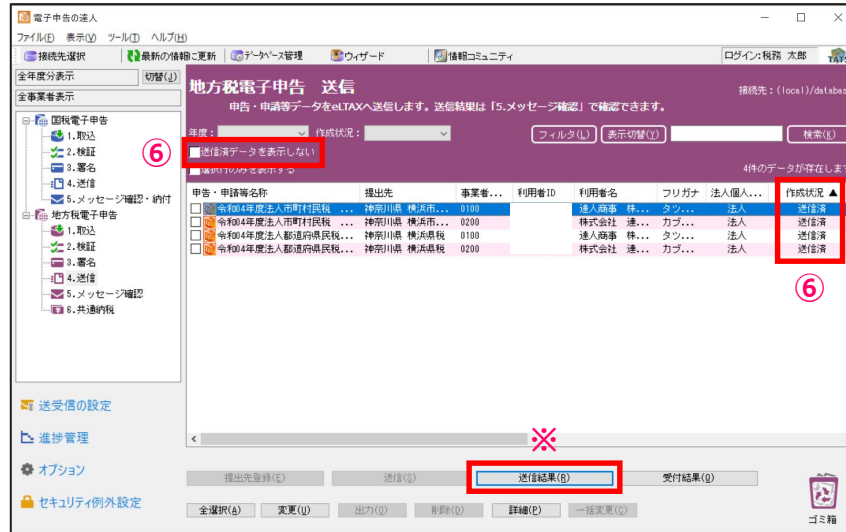 電子申告の達人
ファイル(F) 表示(V) ツール(T) ヘルプ(H)
接続先選択 最新の情報に更新 データベース管理 ウィザード 情報コミュニティ ログイン:税務 太郎
全年度分表示 切替(J)
全事業者表示
国税電子申告
1.取込
2.検証
3.署名
4.送信
5.メッセージ確認・納付
地方税電子申告
1.取込
2.検証
3.署名
4.送信
5.メッセージ確認
6.共通納税
送受信の設定
進捗管理
オプション
セキュリティ例外設定
地方税電子申告 送信
接続先:(local)/databas
申告・申請等データをeLTAXへ送信します。送信結果は「5.メッセージ確認」で確認できます。
年度: 作成状況: フィルタ(L) 表示切替(Y) 検索(K)
⑥ 送信済データを表示しない
選択行のみを表示する 4件のデータが存在しま
申告・申請等名称 提出先 事業者... 利用者ID 利用者名 フリガナ 法人個人... 作成状況 ▲
令和04年度法人市町村民税 ... 神奈川県 横浜市... 0100 達人商事 株... タツ... 法人 送信済
令和04年度法人市町村民税 ... 神奈川県 横浜市... 0200 株式会社 達... カブ... 法人 送信済
令和04年度法人都道府県民税... 神奈川県 横浜県税 0100 達人商事 株... タツ... 法人 送信済
令和04年度法人都道府県民税... 神奈川県 横浜県税 0200 株式会社 達... カブ... 法人 送信済
⑥
※
提出先登録(E) 送信(S) 送信結果(R) 受付結果(Q)
全選択(A) 変更(U) 出力(O) 削除(D) 詳細(P) 一括変更(C)
ゴミ箱